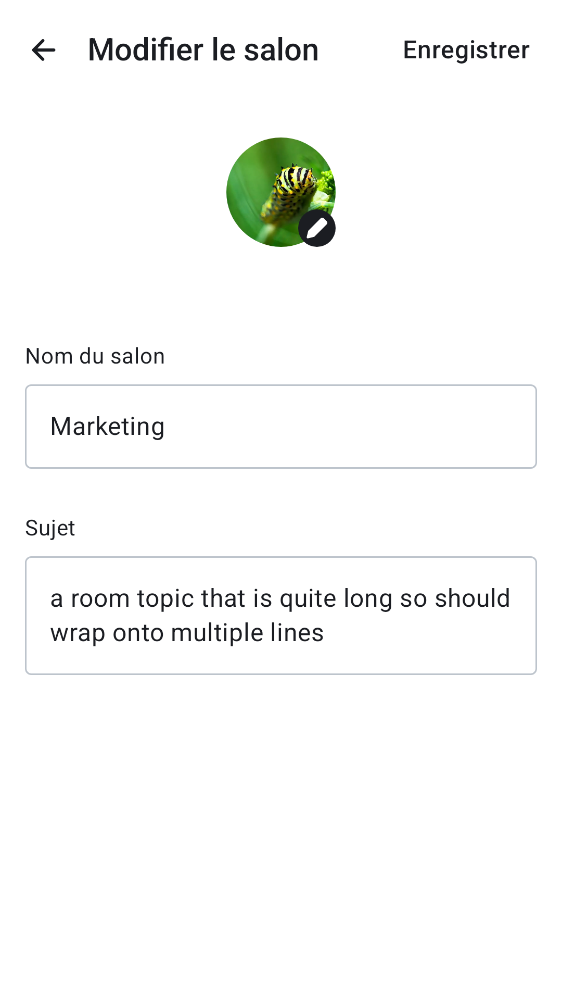 Modifier le salon
Enregistrer
Nom du salon
Marketing
Sujet
a room topic that is quite long so should
wrap onto multiple lines